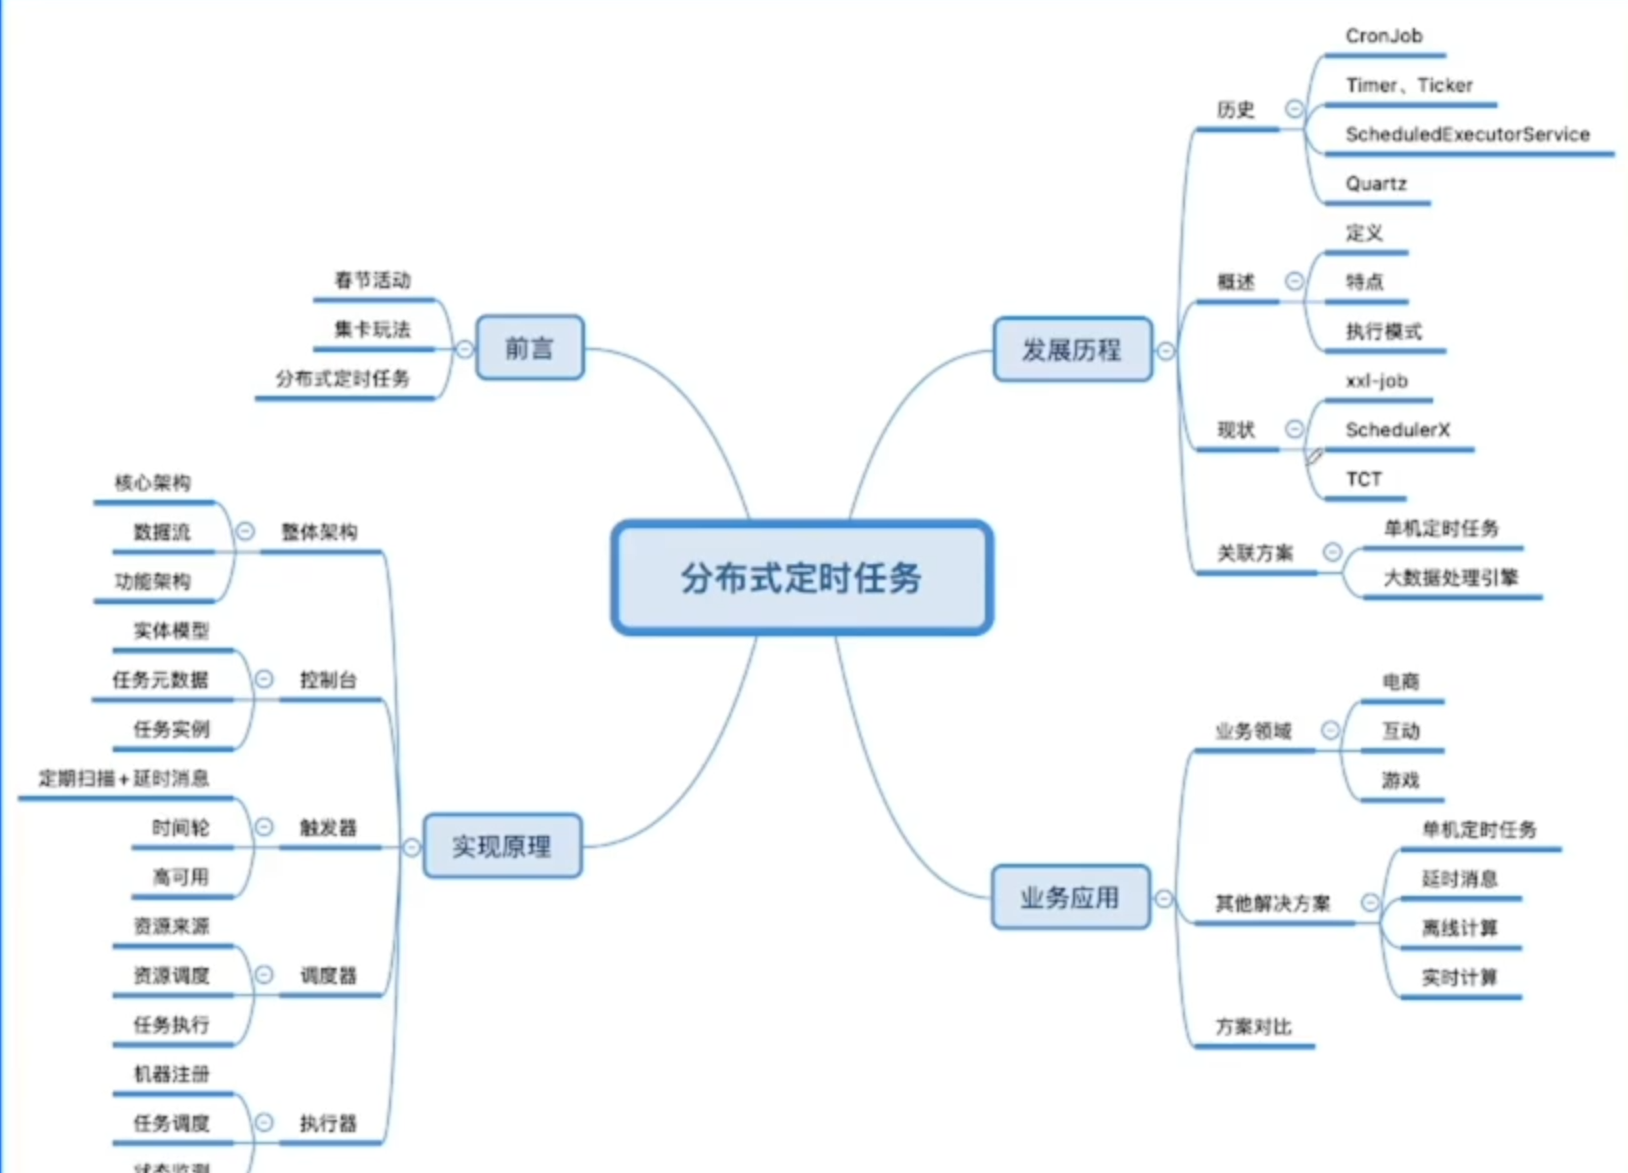 分布式定时任务
前言
春节活动
集卡玩法
分布式定时任务
发展历程
历史
CronJob
Timer、Ticker
ScheduledExecutorService
Quartz
概述
定义
特点
执行模式
现状
xxl-job
SchedulerX
TCT
关联方案
单机定时任务
大数据处理引擎
实现原理
整体架构
核心架构
数据流
功能架构
控制台
实体模型
任务元数据
任务实例
触发器
定期扫描+延时消息
时间轮
高可用
调度器
资源来源
资源调度
任务执行
执行器
机器注册
任务调度
状态监测
业务应用
业务领域
电商
互动
游戏
其他解决方案
单机定时任务
延时消息
离线计算
实时计算
方案对比